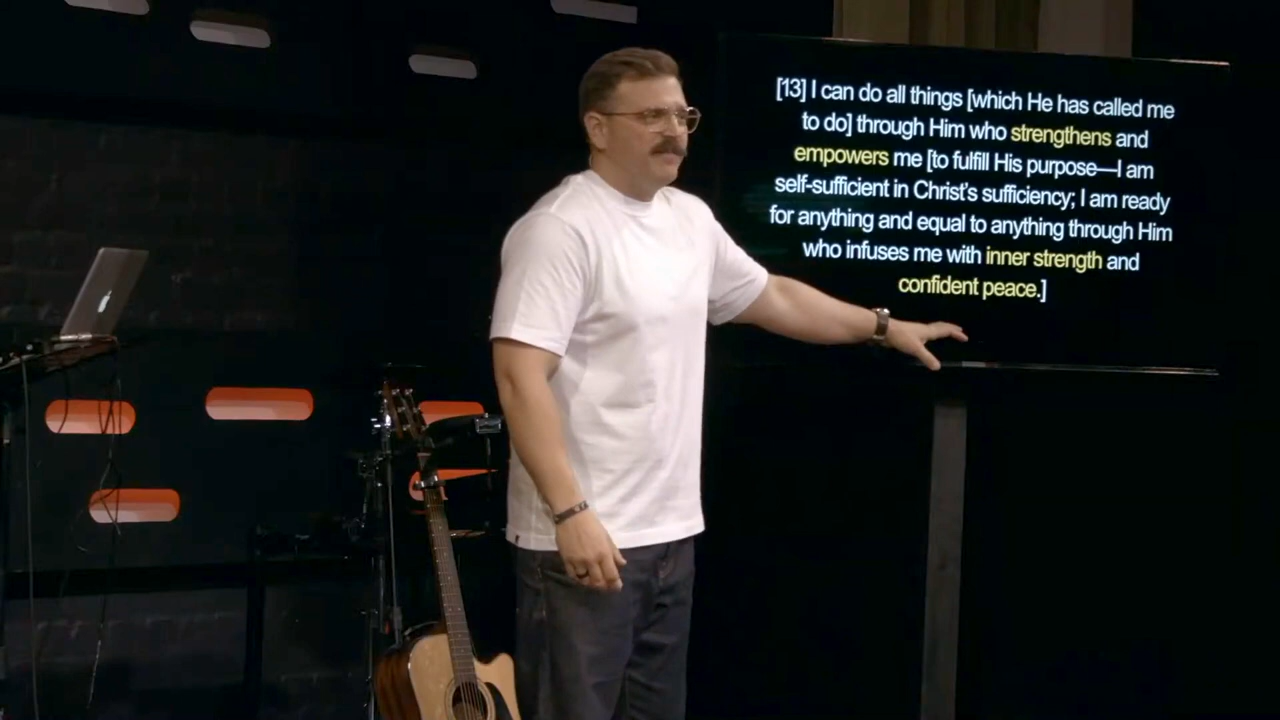 [13] I can do all things [which He has called me
to do] through Him who strengthens and
empowers me [to fulfill His purpose—I am
self-sufficient in Christ's sufficiency; I am ready
for anything and equal to anything through Him
who infuses me with inner strength and
confident peace.]